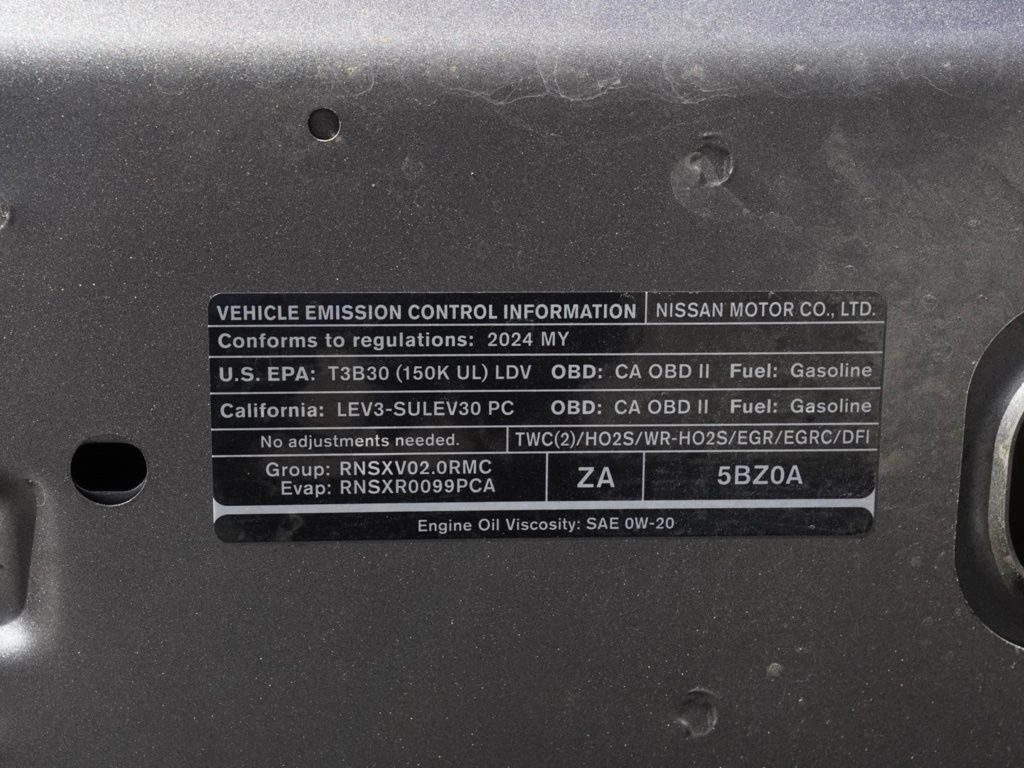 VEHICLE EMISSION CONTROL INFORMATION NISSAN MOTOR CO., LTD.
Conforms to regulations: 2024 MY
U.S. EPA: T3B30 (150K UL) LDV OBD: CA OBD II Fuel: Gasoline
California: LEV3-SULEV30 PC OBD: CA OBD II Fuel: Gasoline
No adjustments needed. TWC(2)/HO2S/WR-HO2S/EGR/EGRC/DFI
Group: RNSXV02.0RMC
Evap: RNSXR0099PCA
ZA 5BZ0A
Engine Oil Viscosity: SAE 0W-20